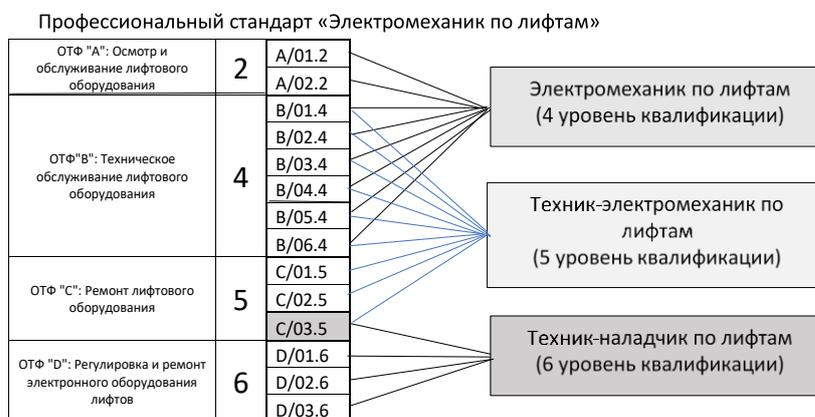 Профессиональный стандарт «Электромеханик по лифтам»
ОТФ "А": Осмотр и
обслуживание лифтового
оборудования
2
A/01.2
A/02.2
ОТФ"В": Техническое
обслуживание лифтового
оборудования
4
B/01.4
B/02.4
B/03.4
B/04.4
B/05.4
B/06.4
ОТФ "С": Ремонт лифтового
оборудования
5
C/01.5
C/02.5
C/03.5
ОТФ "D": Регулировка и ремонт
электронного оборудования
лифтов
6
D/01.6
D/02.6
D/03.6
Электромеханик по лифтам
(4 уровень квалификации)
Техник-электромеханик по
лифтам
(5 уровень квалификации)
Техник-наладчик по лифтам
(6 уровень квалификации)